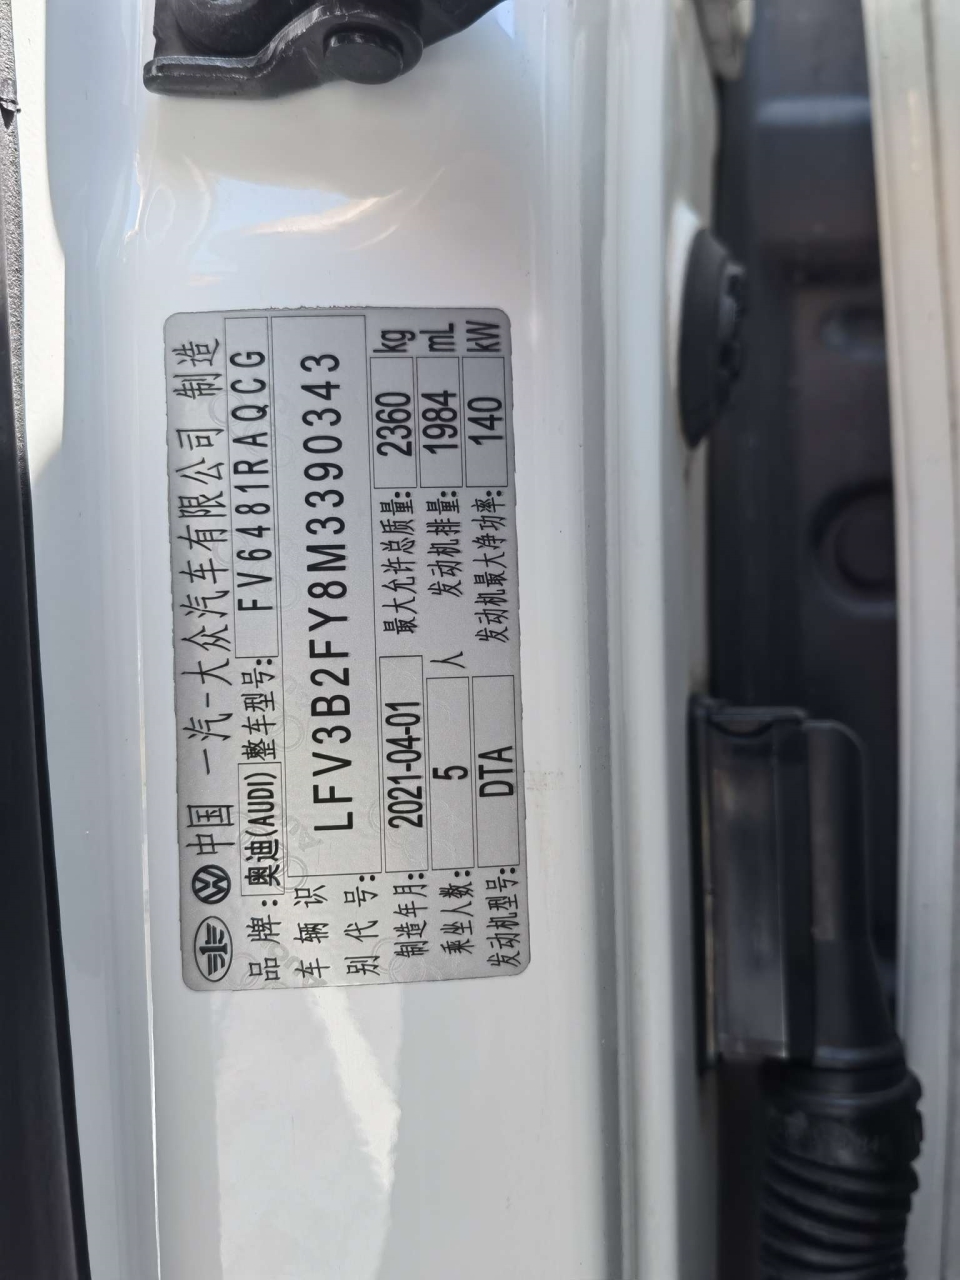 中国 一汽-大众汽车有限公司 制造
品牌: 奥迪(AUDI) 整车型号: FV6481RAQCG
车辆识别代号: LFV3B2FY8M3390343
制造年月: 2021-04-01 最大允许总质量: 2360 kg
乘坐人数: 5 人 发动机排量: 1984 mL
发动机型号: DTA 发动机最大净功率: 140 kW